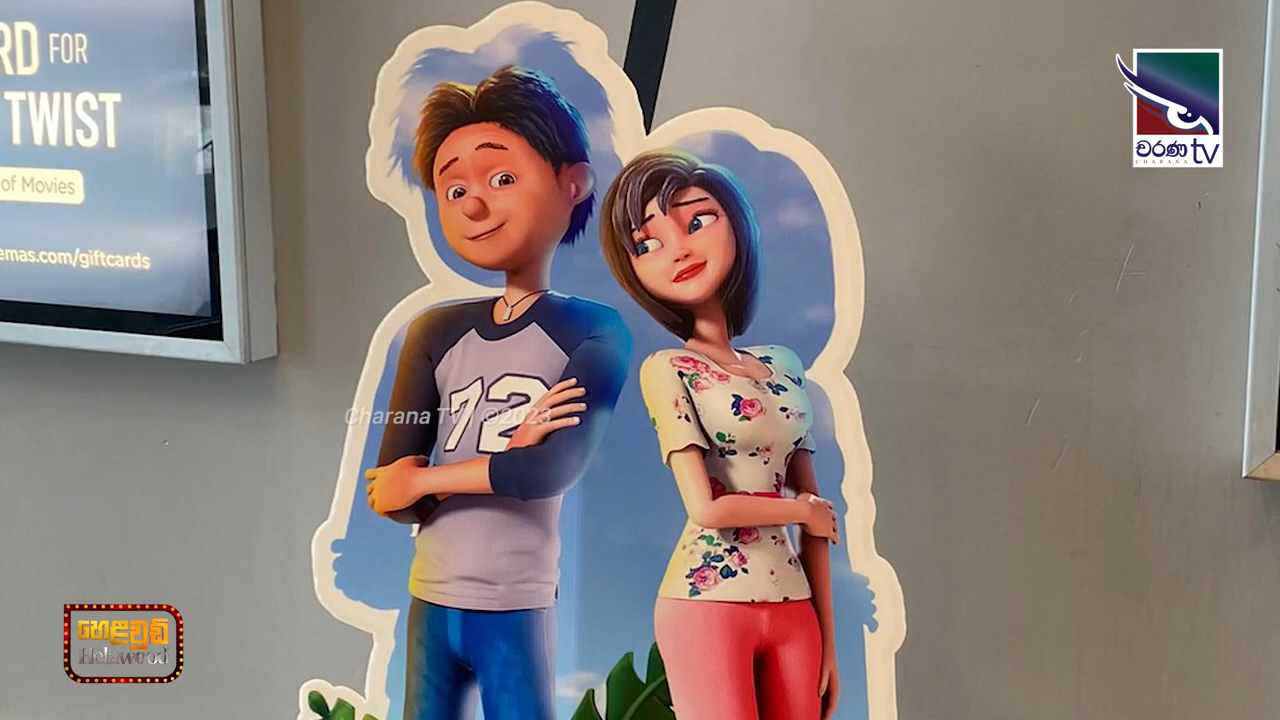 RD FOR
TWIST
of Movies
emas.com/giftcards
72
චරණ tv
CHARANA
Charana TV | ©2023
හෙළවුඩ්
Helawood